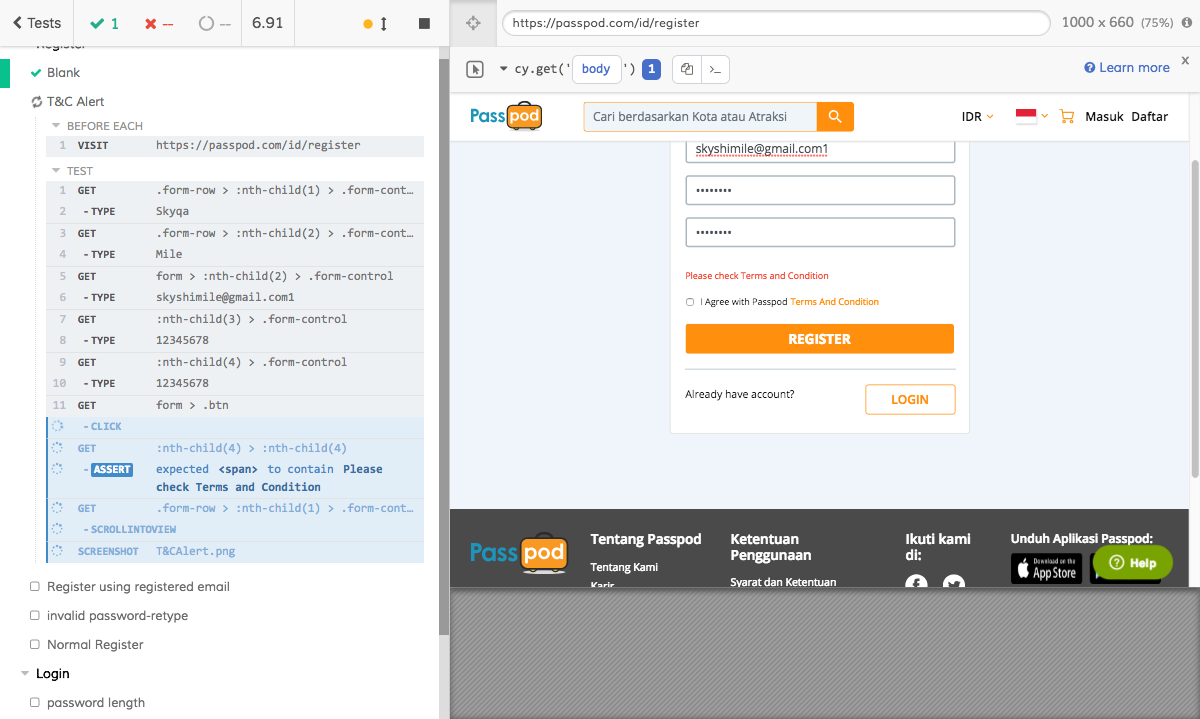 Tests
1
--
--
6.91
https://passpod.com/id/register
1000 x 660 (75%)
Register
Blank
cy.get('body')
1
Learn more
x
T&C Alert
BEFORE EACH
1 VISIT https://passpod.com/id/register
TEST
1 GET .form-row > :nth-child(1) > .form-cont...
2 -TYPE Skyqa
3 GET .form-row > :nth-child(2) > .form-cont...
4 -TYPE Mile
5 GET form > :nth-child(2) > .form-control
6 -TYPE skyshimile@gmail.com1
7 GET :nth-child(3) > .form-control
8 -TYPE 12345678
9 GET :nth-child(4) > .form-control
10 -TYPE 12345678
11 GET form > .btn
-CLICK
GET :nth-child(4) > :nth-child(4)
-ASSERT expected <span> to contain Please
check Terms and Condition
GET .form-row > :nth-child(1) > .form-cont...
-SCROLLINTOVIEW
SCREENSHOT T&CAlert.png
Register using registered email
invalid password-retype
Normal Register
Login
password length
Passpod
Cari berdasarkan Kota atau Atraksi
IDR
Masuk
Daftar
skyshimile@gmail.com1
••••••••
••••••••
Please check Terms and Condition
I Agree with Passpod Terms And Condition
REGISTER
Already have account?
LOGIN
Passpod
Tentang Passpod
Tentang Kami
Karir
Ketentuan
Penggunaan
Syarat dan Ketentuan
Ikuti kami
di:
Unduh Aplikasi Passpod:
Download on the
App Store
Help